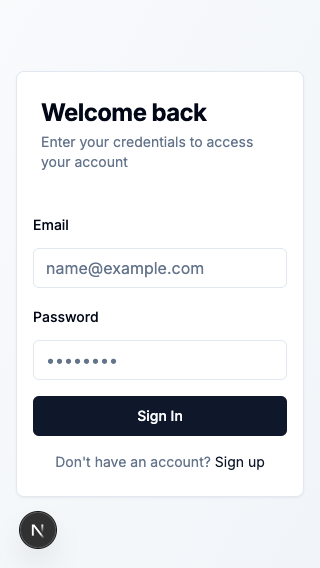 Welcome back
Enter your credentials to access
your account
Email
name@example.com
Password
••••••••
Sign In
Don't have an account? Sign up
N